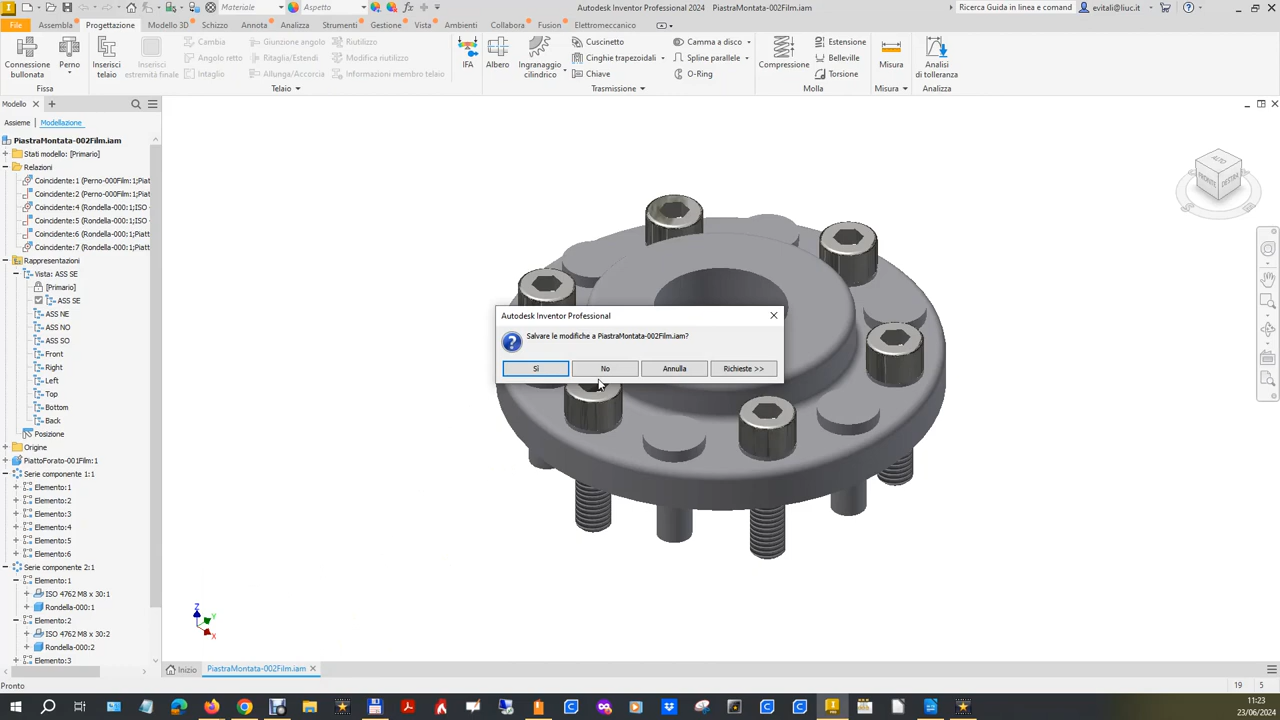 Materiale
Aspetto
Autodesk Inventor Professional 2024 PiastraMontata-002Film.iam
Ricerca Guida in linea e comand
evitali@liuc.it
File Assembla Progettazione Modello 3D Schizzo Annota Analizza Strumenti Gestione Vista Ambienti Collabora Fusion Elettromeccanico
Connessione bullonata
Perno
Fissa
Inserisci telaio
Inserisci estremità finale
Cambia
Angolo retto
Intaglio
Giunzione angolo
Ritaglia/Estendi
Allunga/Accorcia
Riutilizzo
Modifica riutilizzo
Informazioni membro telaio
Telaio
IFA
Albero
Ingranaggio cilindrico
Cuscinetto
Cinghie trapezoidali
Chiave
Camma a disco
Spline parallele
O-Ring
Trasmissione
Compressione
Estensione
Belleville
Torsione
Molla
Misura
Misura
Analisi di tolleranza
Analizza
Modello
Assieme Modellazione
PiastraMontata-002Film.iam
Stati modello: [Primario]
Relazioni
Coincidente:1 (Perno-000Film:1;Piat
Coincidente:2 (Perno-000Film:1;Piat
Coincidente:4 (Rondella-000:1;ISO
Coincidente:5 (Rondella-000:1;ISO
Coincidente:6 (Rondella-000:1;Piatt
Coincidente:7 (Rondella-000:1;Piatt
Rappresentazioni
Vista: ASS SE
[Primario]
ASS SE
ASS NE
ASS NO
ASS SO
Front
Right
Left
Top
Bottom
Back
Posizione
Origine
PiattoForato-001Film:1
Serie componente 1:1
Elemento:1
Elemento:2
Elemento:3
Elemento:4
Elemento:5
Elemento:6
Serie componente 2:1
Elemento:1
ISO 4762 M8 x 30:1
Rondella-000:1
Elemento:2
ISO 4762 M8 x 30:2
Rondella-000:2
Elemento:3
ALTO
FRONTE
DESTRA
Autodesk Inventor Professional
Salvare le modifiche a PiastraMontata-002Film.iam?
Sì No Annulla Richieste >>
Z
Y
X
Inizio PiastraMontata-002Film.iam
Pronto
19 5
11:23
23/06/2024